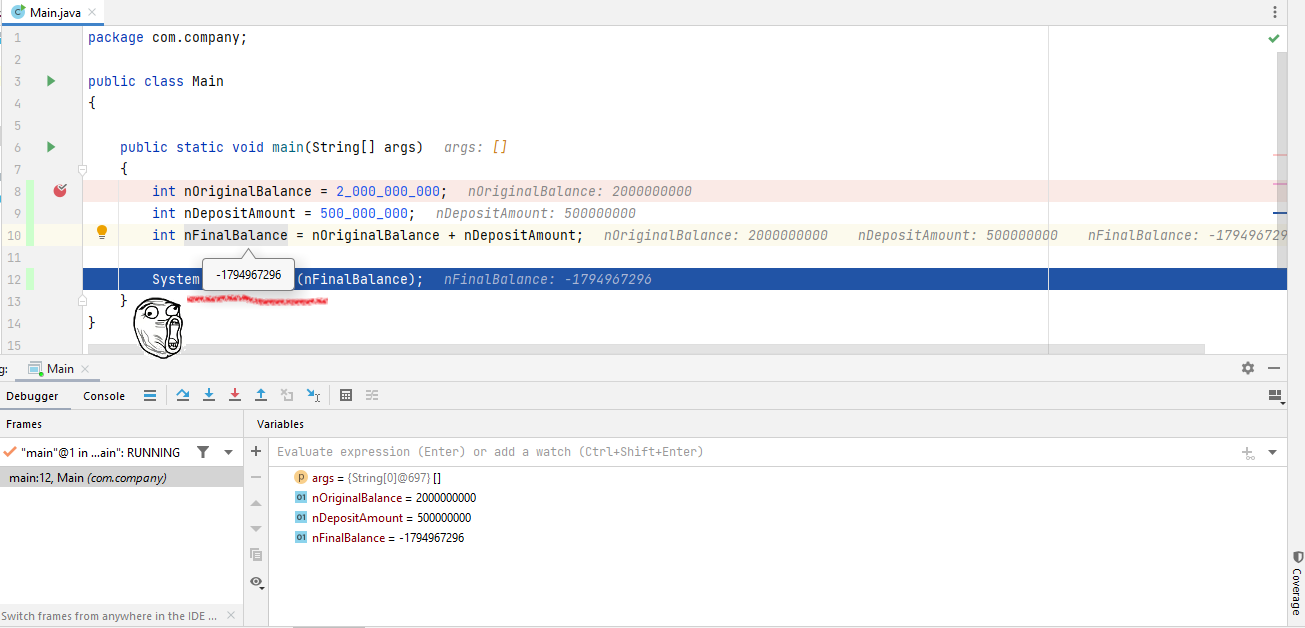 Main.java
1 package com.company;
2
3 public class Main
4 {
5
6 public static void main(String[] args) args: []
7 {
8 int nOriginalBalance = 2_000_000_000; nOriginalBalance: 2000000000
9 int nDepositAmount = 500_000_000; nDepositAmount: 500000000
10 int nFinalBalance = nOriginalBalance + nDepositAmount; nOriginalBalance: 2000000000 nDepositAmount: 500000000 nFinalBalance: -179496729
11
12 System (nFinalBalance); nFinalBalance: -1794967296
-1794967296
13 }
14 }
15
g: Main
Debugger Console
Frames Variables
"main"@1 in ...ain": RUNNING
Evaluate expression (Enter) or add a watch (Ctrl+Shift+Enter)
main:12, Main (com.company)
args = {String[0]@697} []
nOriginalBalance = 2000000000
nDepositAmount = 500000000
nFinalBalance = -1794967296
Switch frames from anywhere in the IDE ...
Coverage